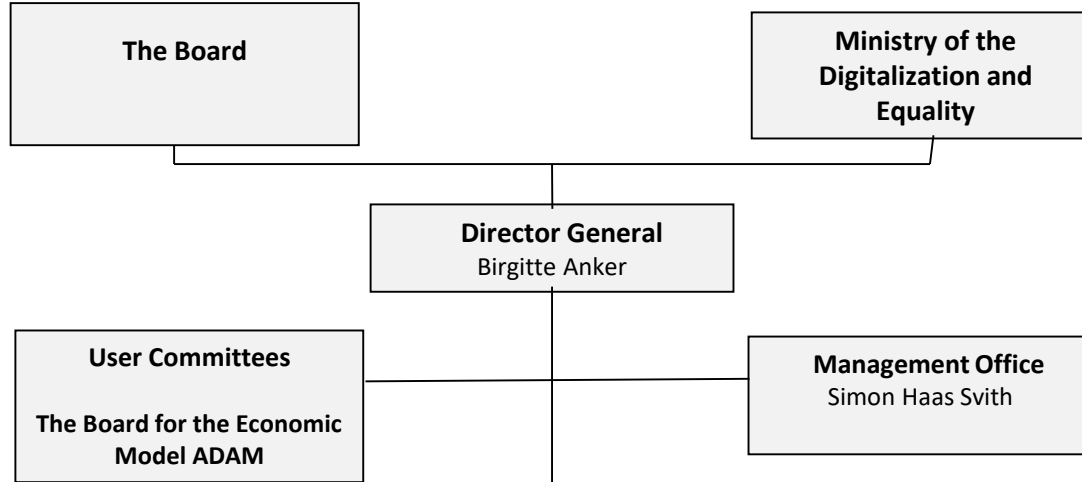 The Board
Ministry of the
Digitalization and
Equality
Director General
Birgitte Anker
User Committees
The Board for the Economic
Model ADAM
Management Office
Simon Haas Svith